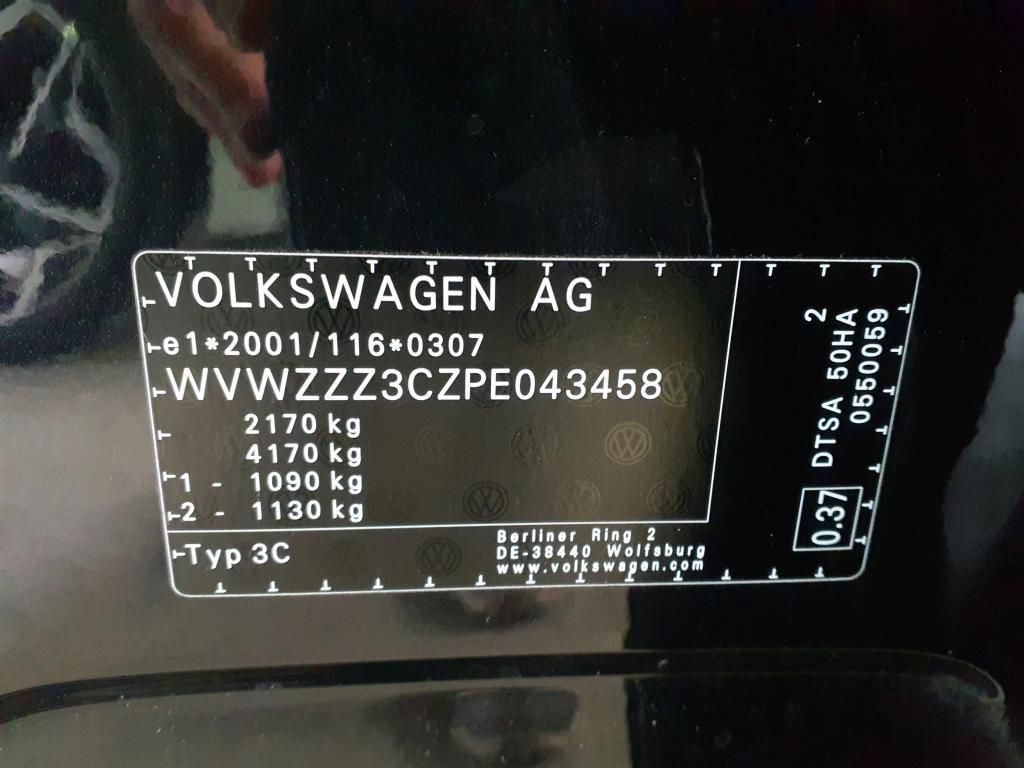 VOLKSWAGEN AG
e1*2001/116*0307
WVWZZZ3CZPE043458
2170 kg
4170 kg
1 - 1090 kg
2 - 1130 kg
Typ 3C
Berliner Ring 2
DE-38440 Wolfsburg
www.volkswagen.com
0.37 DTSA 50HA 2
0550059